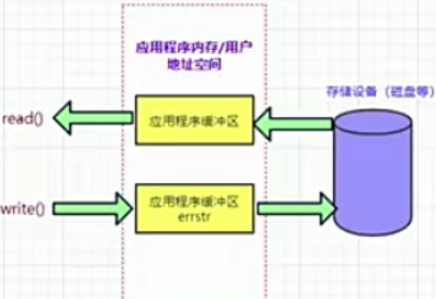 应用程序内存/用户
地址空间
存储设备（磁盘等）
read()
应用程序缓冲区
write()
应用程序缓冲区
errstr